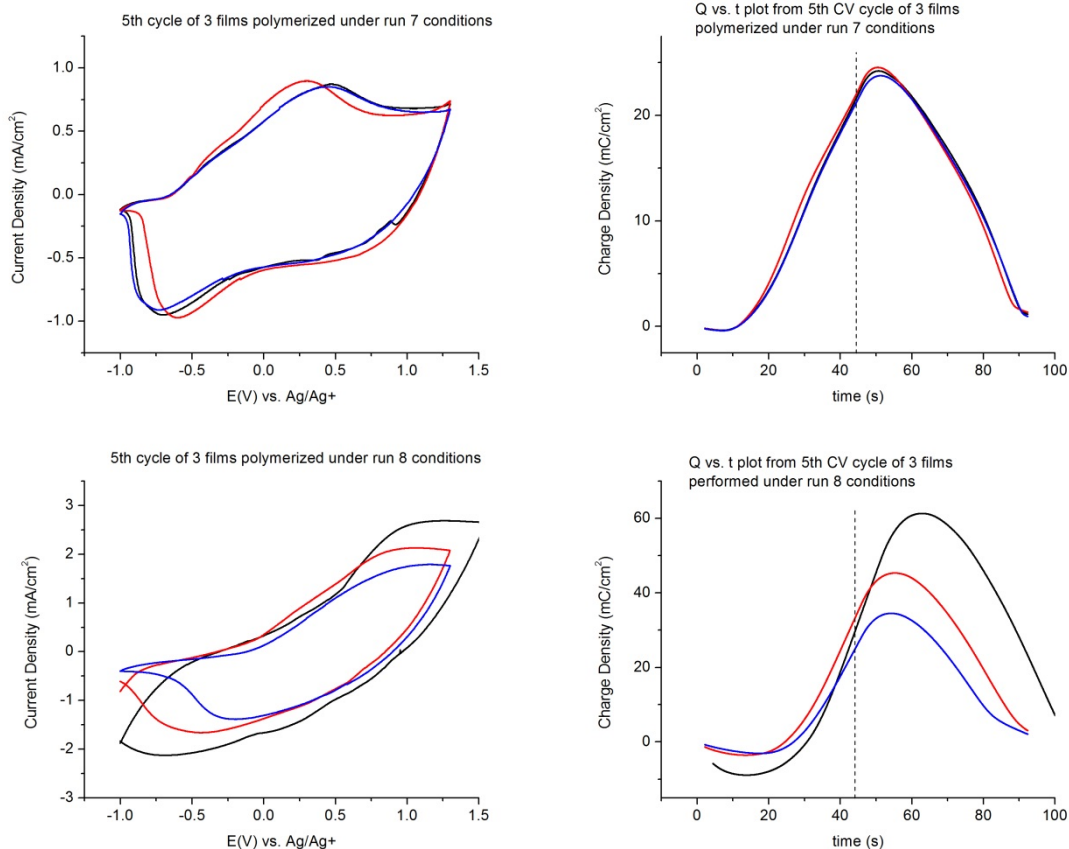 5th cycle of 3 films polymerized under run 7 conditions
1.0
0.5
0.0
-0.5
-1.0
Current Density (mA/cm²)
-1.0 -0.5 0.0 0.5 1.0 1.5
E(V) vs. Ag/Ag+
Q vs. t plot from 5th CV cycle of 3 films
polymerized under run 7 conditions
20
10
0
Charge Density (mC/cm²)
0 20 40 60 80 100
time (s)
5th cycle of 3 films polymerized under run 8 conditions
3
2
1
0
-1
-2
-3
Current Density (mA/cm²)
-1.0 -0.5 0.0 0.5 1.0 1.5
E(V) vs. Ag/Ag+
Q vs. t plot from 5th CV cycle of 3 films
performed under run 8 conditions
60
40
20
0
Charge Density (mC/cm²)
0 20 40 60 80 100
time (s)